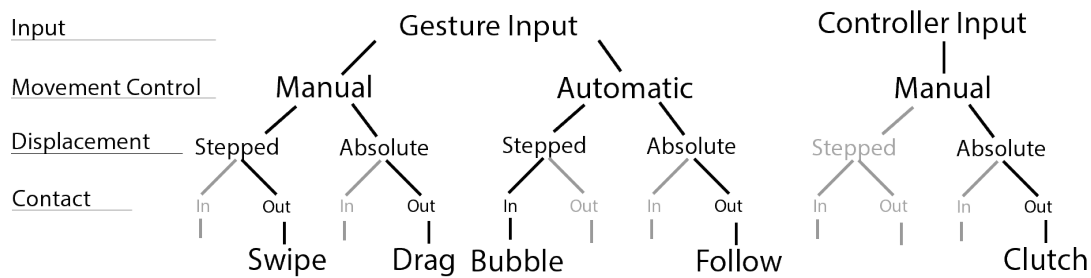 Input Gesture Input Controller Input
Movement Control Manual Automatic Manual
Displacement Stepped Absolute Stepped Absolute Stepped Absolute
Contact In Out In Out In Out In Out In Out In Out
Swipe Drag Bubble Follow Clutch